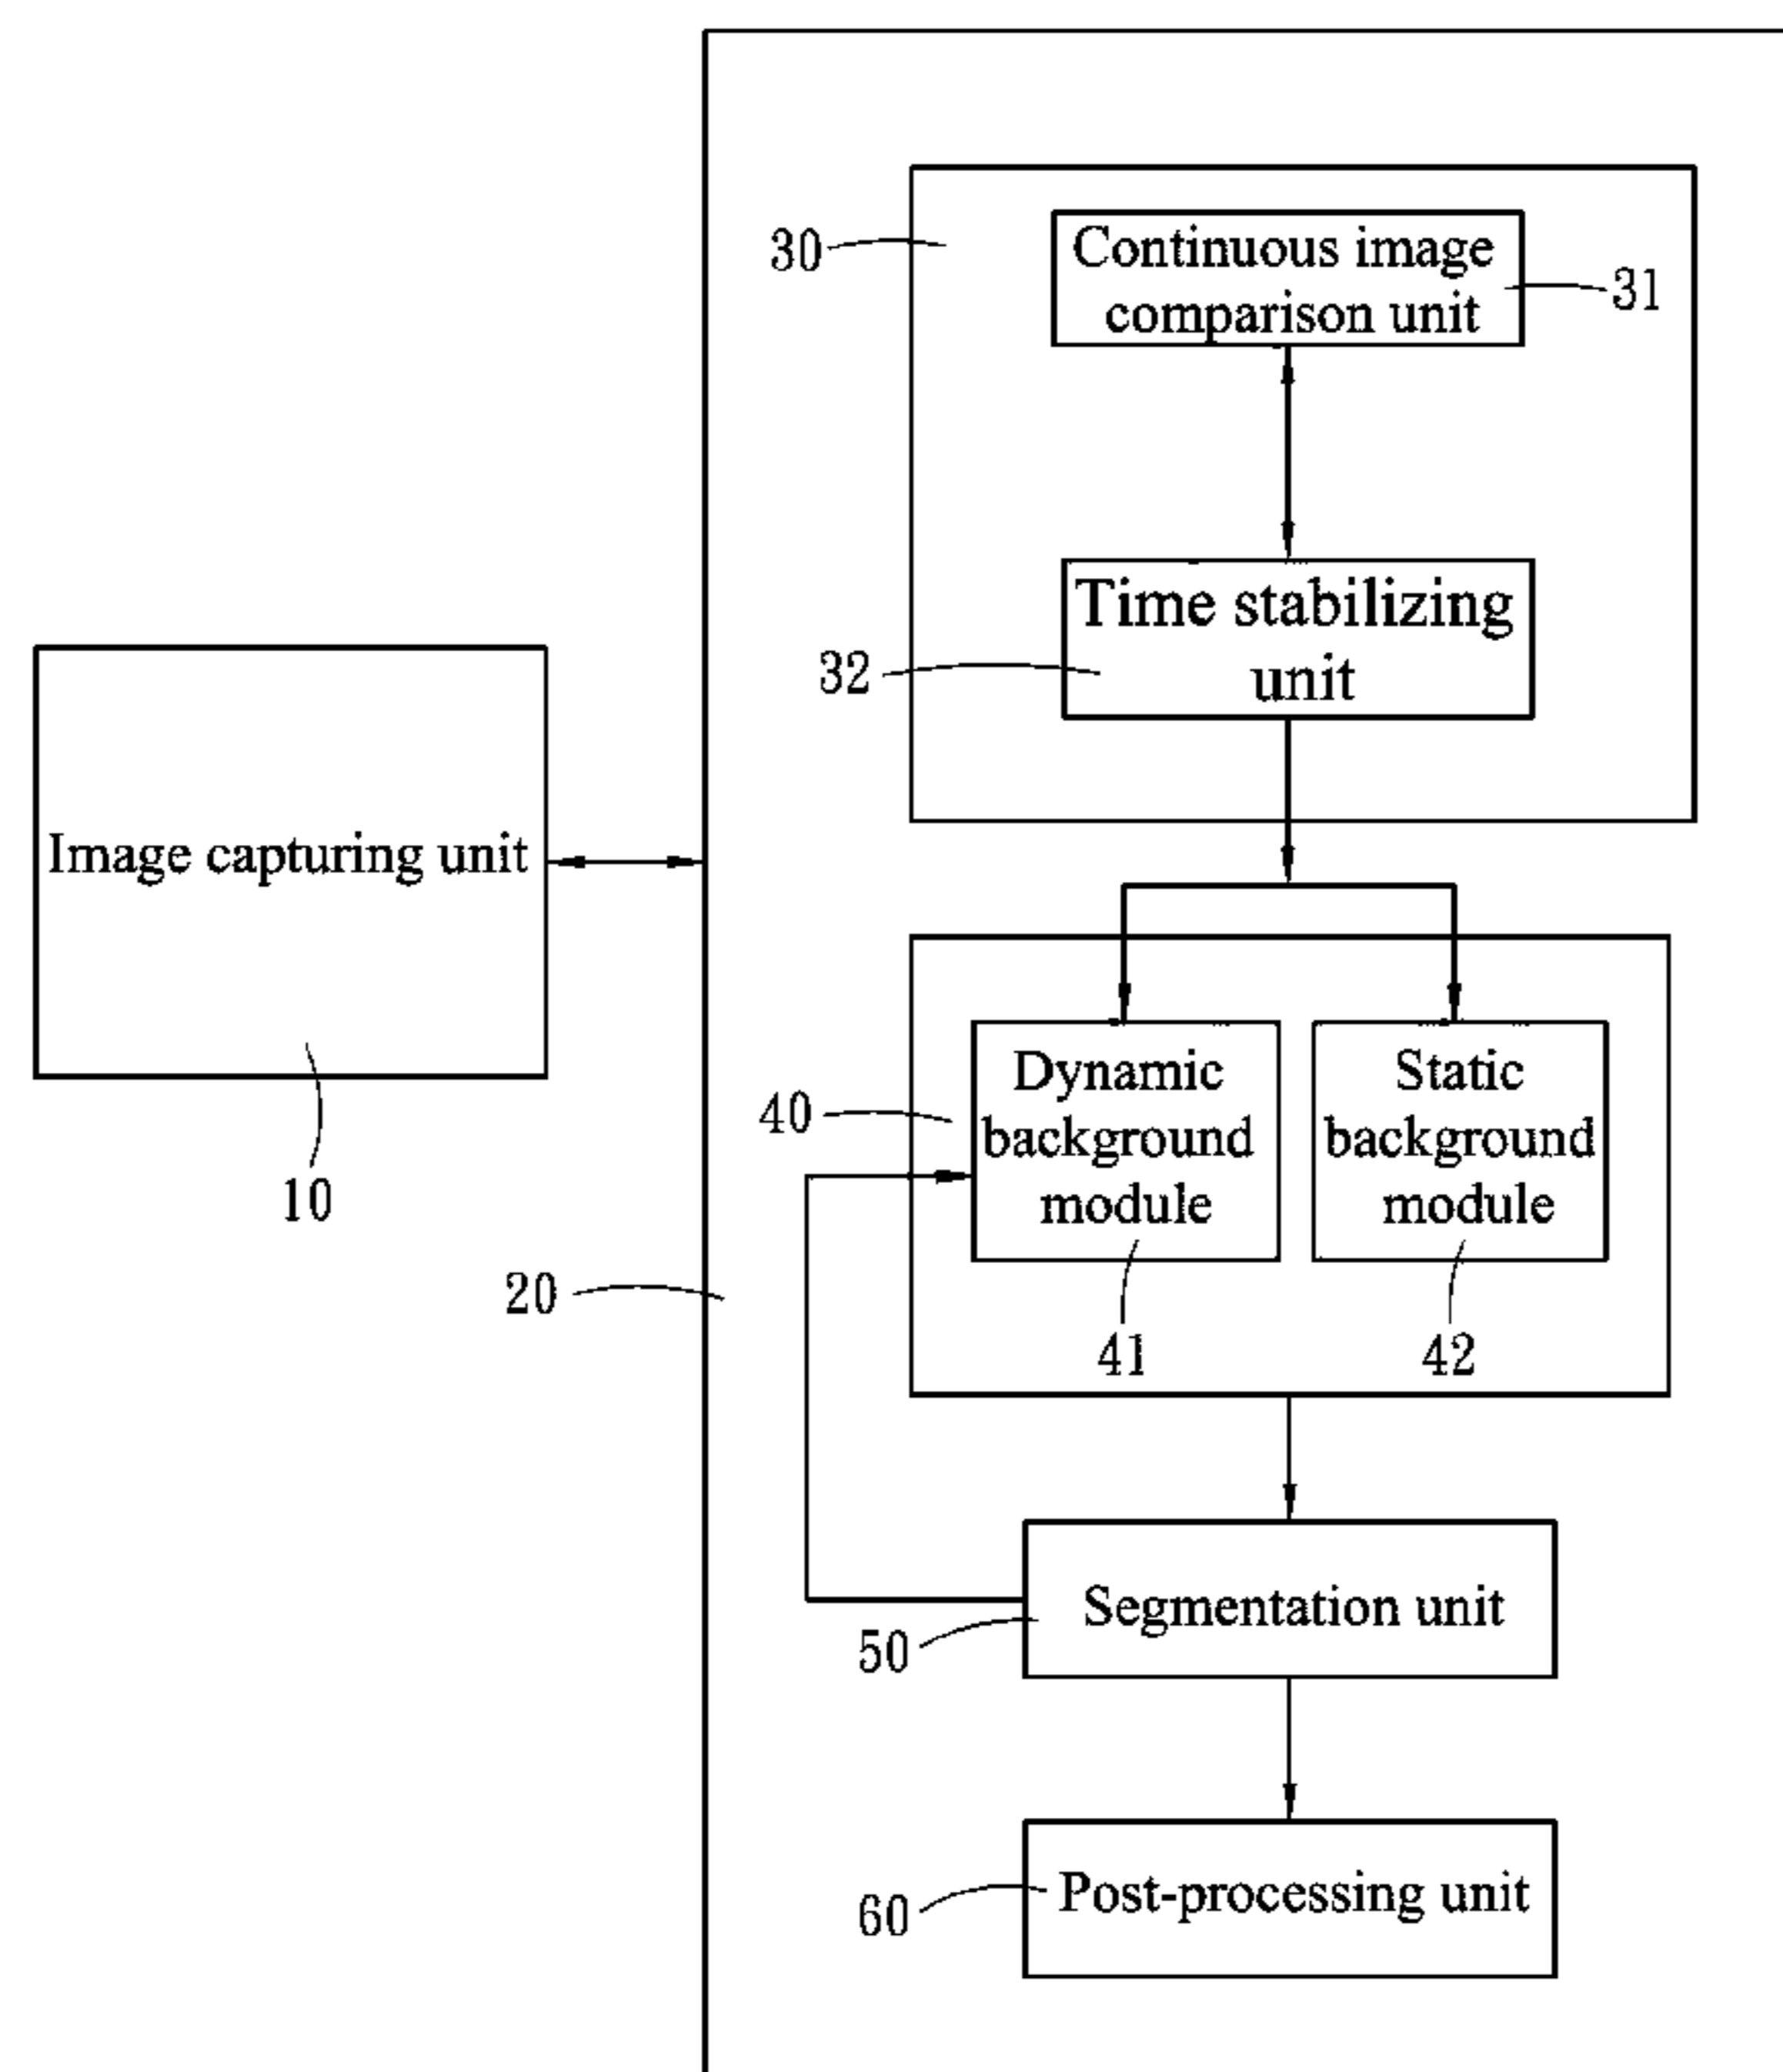 30
Continuous image
comparison unit
31
Time stabilizing
unit
32
Image capturing unit
10
20
40
Dynamic
background
module
41
Static
background
module
42
Segmentation unit
50
Post-processing unit
60